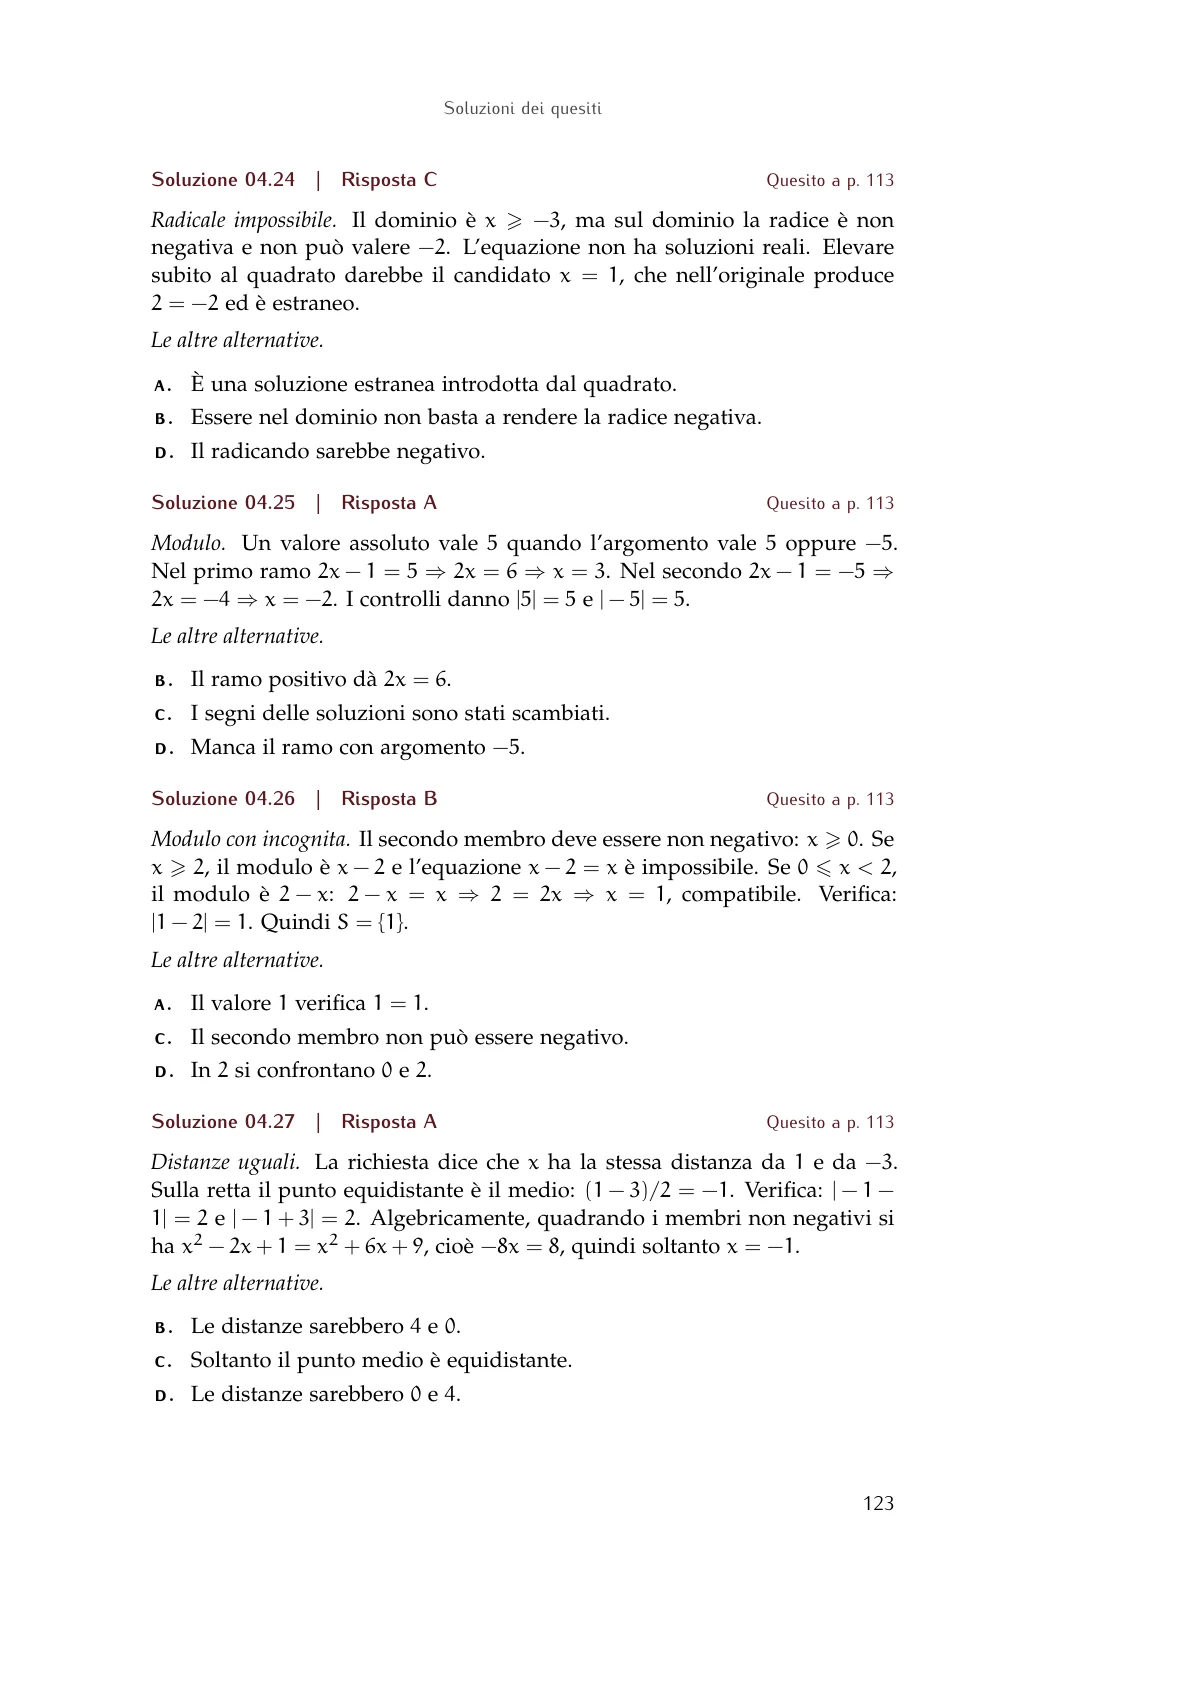 Soluzioni dei quesiti
Soluzione 04.24 | Risposta C Quesito a p. 113
Radicale impossibile. Il dominio è x ⩾ −3, ma sul dominio la radice è non
negativa e non può valere −2. L'equazione non ha soluzioni reali. Elevare
subito al quadrato darebbe il candidato x = 1, che nell'originale produce
2 = −2 ed è estraneo.
Le altre alternative.
A. È una soluzione estranea introdotta dal quadrato.
B. Essere nel dominio non basta a rendere la radice negativa.
D. Il radicando sarebbe negativo.
Soluzione 04.25 | Risposta A Quesito a p. 113
Modulo. Un valore assoluto vale 5 quando l'argomento vale 5 oppure −5.
Nel primo ramo 2x − 1 = 5 ⇒ 2x = 6 ⇒ x = 3. Nel secondo 2x − 1 = −5 ⇒
2x = −4 ⇒ x = −2. I controlli danno |5| = 5 e | − 5| = 5.
Le altre alternative.
B. Il ramo positivo dà 2x = 6.
C. I segni delle soluzioni sono stati scambiati.
D. Manca il ramo con argomento −5.
Soluzione 04.26 | Risposta B Quesito a p. 113
Modulo con incognita. Il secondo membro deve essere non negativo: x ⩾ 0. Se
x ⩾ 2, il modulo è x − 2 e l'equazione x − 2 = x è impossibile. Se 0 ⩽ x < 2,
il modulo è 2 − x: 2 − x = x ⇒ 2 = 2x ⇒ x = 1, compatibile. Verifica:
|1 − 2| = 1. Quindi S = {1}.
Le altre alternative.
A. Il valore 1 verifica 1 = 1.
C. Il secondo membro non può essere negativo.
D. In 2 si confrontano 0 e 2.
Soluzione 04.27 | Risposta A Quesito a p. 113
Distanze uguali. La richiesta dice che x ha la stessa distanza da 1 e da −3.
Sulla retta il punto equidistante è il medio: (1 − 3)/2 = −1. Verifica: | − 1 −
1| = 2 e | − 1 + 3| = 2. Algebricamente, quadrando i membri non negativi si
ha x² − 2x + 1 = x² + 6x + 9, cioè −8x = 8, quindi soltanto x = −1.
Le altre alternative.
B. Le distanze sarebbero 4 e 0.
C. Soltanto il punto medio è equidistante.
D. Le distanze sarebbero 0 e 4.
123